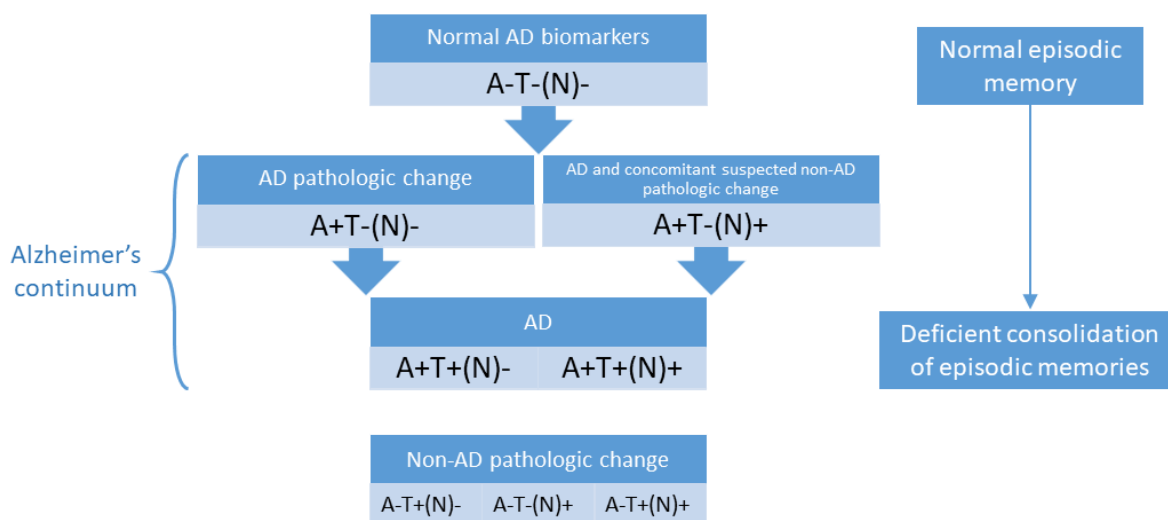 Normal AD biomarkers
A-T-(N)-
Normal episodic
memory
AD pathologic change
A+T-(N)-
AD and concomitant suspected non-AD
pathologic change
A+T-(N)+
Alzheimer's
continuum
AD
A+T+(N)- A+T+(N)+
Deficient consolidation
of episodic memories
Non-AD pathologic change
A-T+(N)- A-T-(N)+ A-T+(N)+